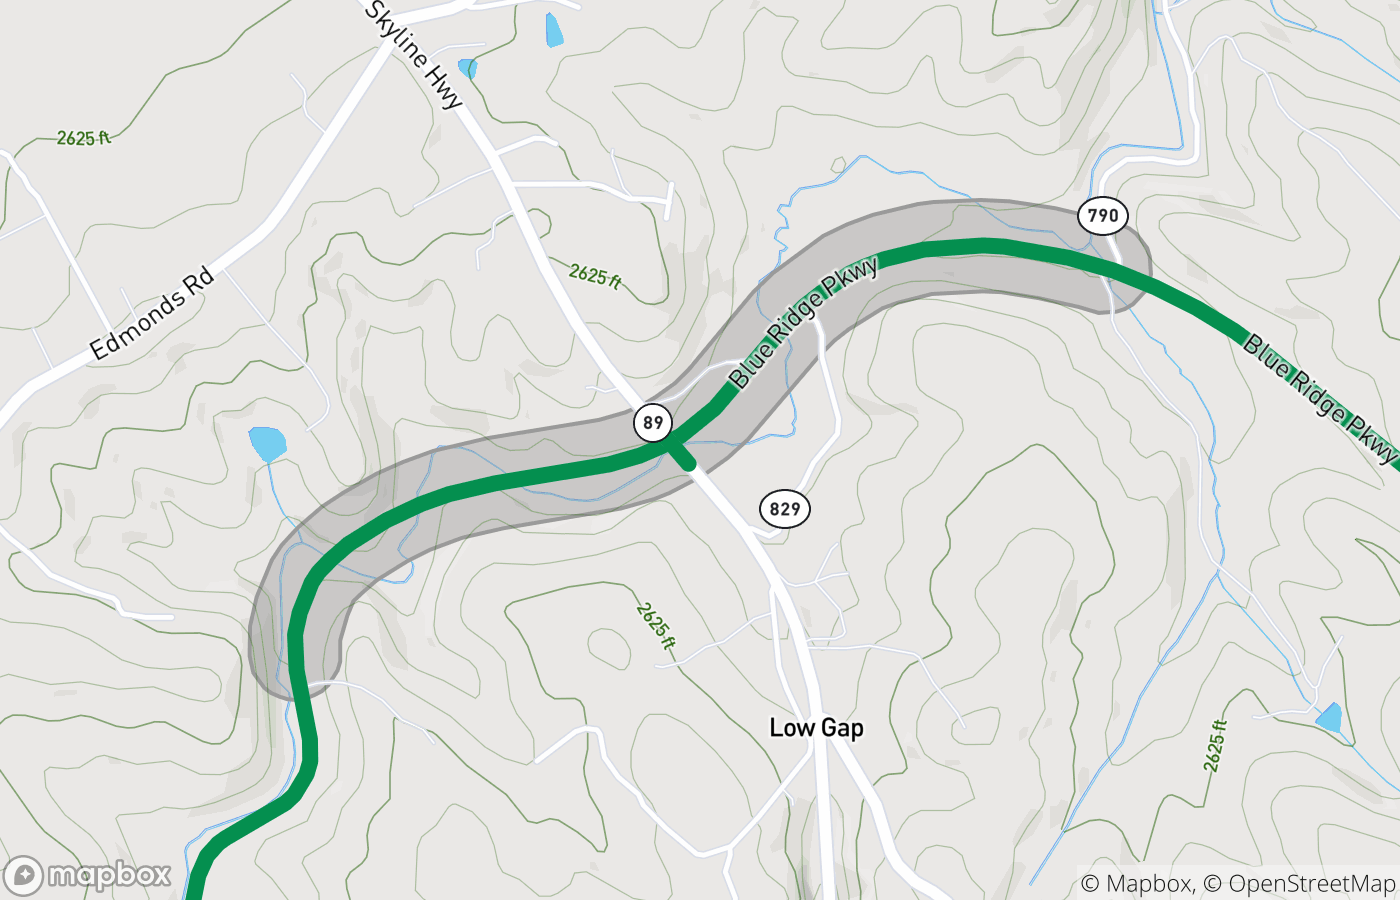 Skyline Hwy
2625 ft
790
2625 ft
Edmonds Rd
Blue Ridge Pkwy
Blue Ridge Pkwy
89
829
2625 ft
Low Gap
2625 ft
mapbox
© Mapbox, © OpenStreetMap